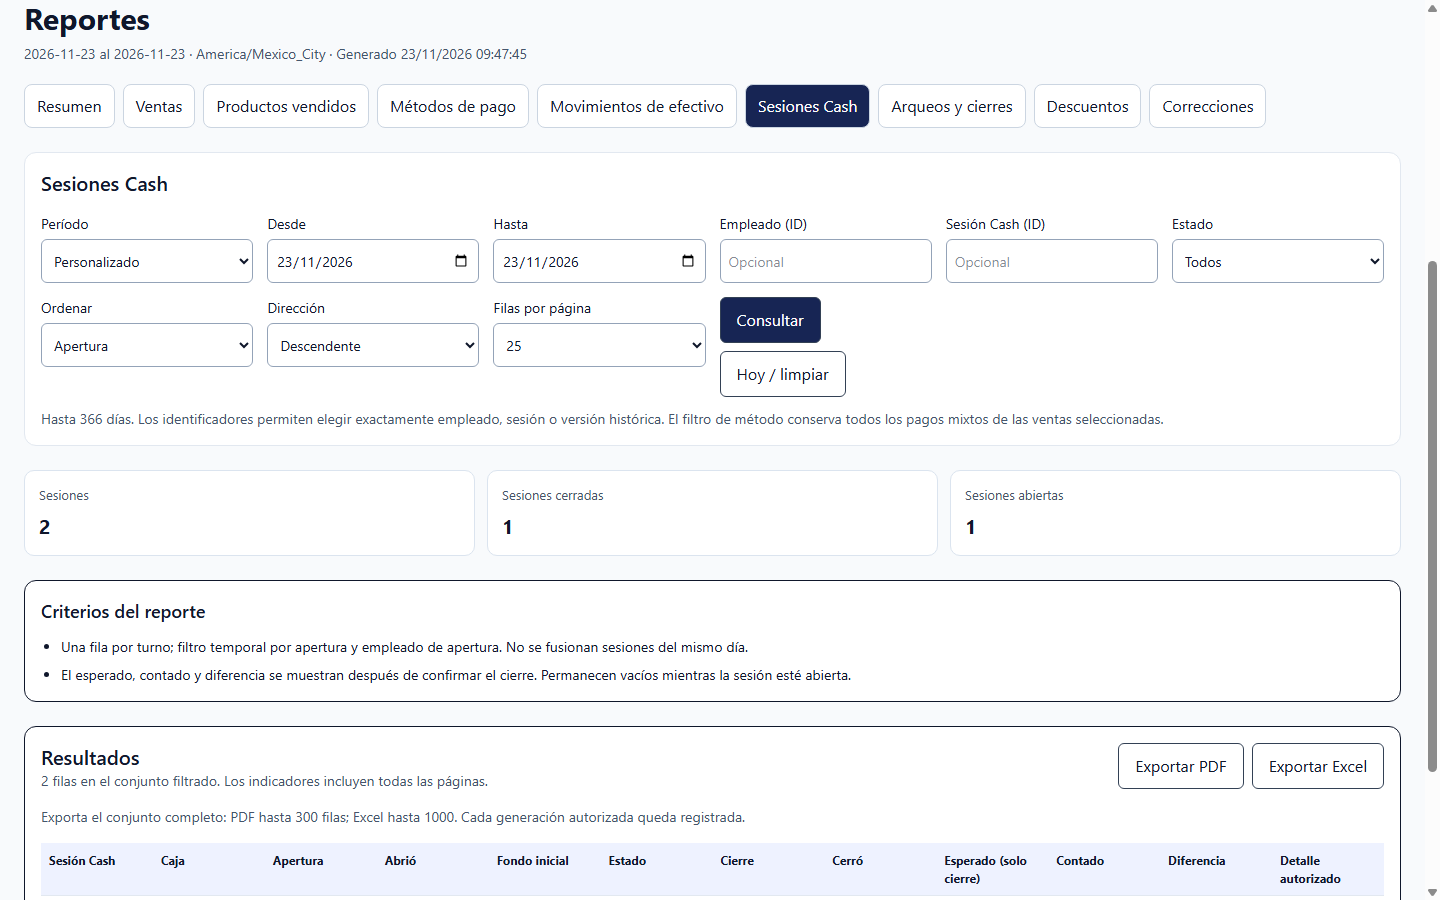 Reportes
2026-11-23 al 2026-11-23 · America/Mexico_City · Generado 23/11/2026 09:47:45
Resumen
Ventas
Productos vendidos
Métodos de pago
Movimientos de efectivo
Sesiones Cash
Arqueos y cierres
Descuentos
Correcciones
Sesiones Cash
Período
Desde
Hasta
Empleado (ID)
Sesión Cash (ID)
Estado
Personalizado
23/11/2026
23/11/2026
Opcional
Opcional
Todos
Ordenar
Dirección
Filas por página
Apertura
Descendente
25
Consultar
Hoy / limpiar
Hasta 366 días. Los identificadores permiten elegir exactamente empleado, sesión o versión histórica. El filtro de método conserva todos los pagos mixtos de las ventas seleccionadas.
Sesiones
2
Sesiones cerradas
1
Sesiones abiertas
1
Criterios del reporte
Una fila por turno; filtro temporal por apertura y empleado de apertura. No se fusionan sesiones del mismo día.
El esperado, contado y diferencia se muestran después de confirmar el cierre. Permanecen vacíos mientras la sesión esté abierta.
Resultados
2 filas en el conjunto filtrado. Los indicadores incluyen todas las páginas.
Exportar PDF
Exportar Excel
Exporta el conjunto completo: PDF hasta 300 filas; Excel hasta 1000. Cada generación autorizada queda registrada.
Sesión Cash
Caja
Apertura
Abrió
Fondo inicial
Estado
Cierre
Cerró
Esperado (solo cierre)
Contado
Diferencia
Detalle autorizado